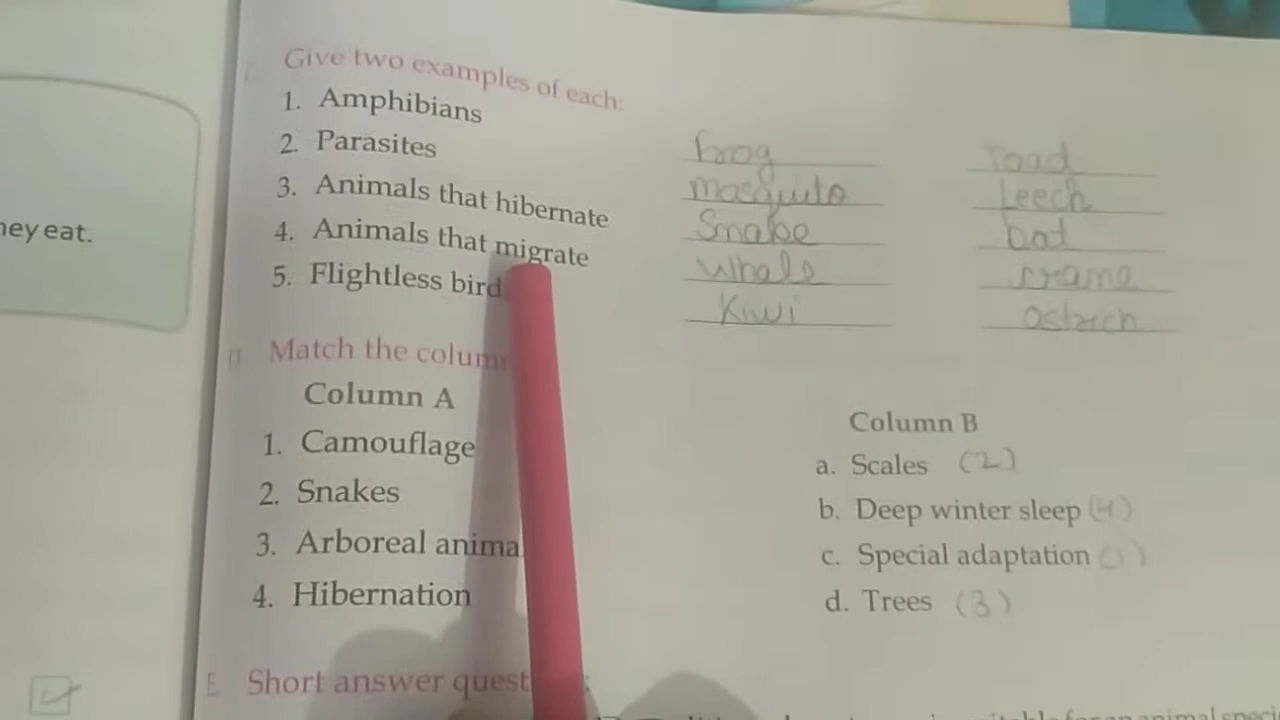 hey eat.
Give two examples of each:
1. Amphibians frog Toad
2. Parasites mosquito Leech
3. Animals that hibernate Snake bat
4. Animals that migrate Whale crane
5. Flightless bird Kiwi Ostrich
D Match the column
Column A Column B
1. Camouflage a. Scales (2)
2. Snakes b. Deep winter sleep (4)
3. Arboreal anima c. Special adaptation (1)
4. Hibernation d. Trees (3)
E Short answer quest